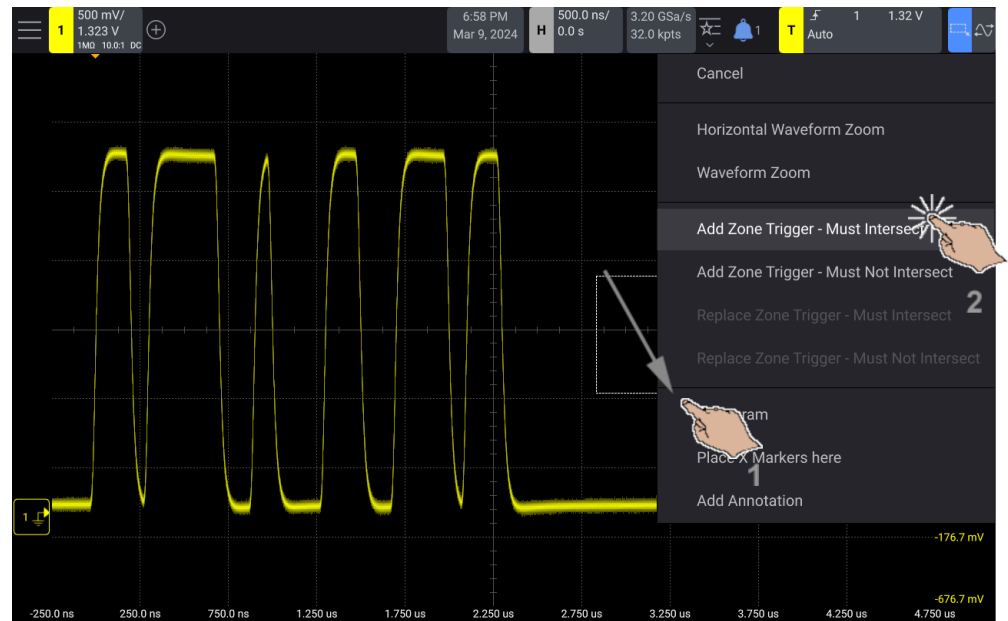 1
500 mV/
1.323 V
1MΩ 10.0:1 DC
6:58 PM
Mar 9, 2024
H
500.0 ns/
0.0 s
3.20 GSa/s
32.0 kpts
1
T
1
1.32 V
Auto
Cancel
Horizontal Waveform Zoom
Waveform Zoom
Add Zone Trigger - Must Intersect
Add Zone Trigger - Must Not Intersect
2
Replace Zone Trigger - Must Intersect
Replace Zone Trigger - Must Not Intersect
Place X Markers here
1
Add Annotation
1
-176.7 mV
-676.7 mV
-250.0 ns
250.0 ns
750.0 ns
1.250 us
1.750 us
2.250 us
2.750 us
3.250 us
3.750 us
4.250 us
4.750 us